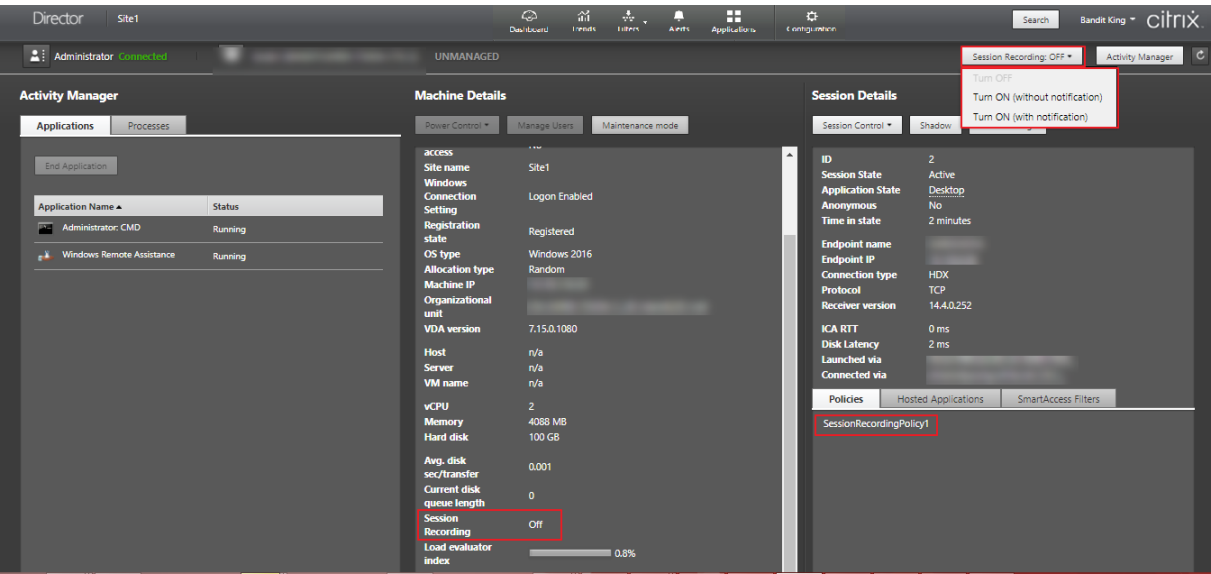 Director Site1
Dashboard Trends Filters Alerts Applications Configuration
Search Bandit King citrix
Administrator Connected UNMANAGED
Session Recording: OFF Activity Manager
Turn OFF
Turn ON (without notification)
Turn ON (with notification)
Activity Manager
Applications Processes
End Application
Application Name Status
Administrator: CMD Running
Windows Remote Assistance Running
Machine Details
Power Control Manage Users Maintenance mode
access No
Site name Site1
Windows
Connection Logon Enabled
Setting
Registration
state Registered
OS type Windows 2016
Allocation type Random
Machine IP
Organizational
unit
VDA version 7.15.0.1080
Host n/a
Server n/a
VM name n/a
vCPU 2
Memory 4088 MB
Hard disk 100 GB
Avg. disk
sec/transfer 0.001
Current disk
queue length 0
Session
Recording Off
Load evaluator
index 0.8%
Session Details
Session Control Shadow
ID 2
Session State Active
Application State Desktop
Anonymous No
Time in state 2 minutes
Endpoint name
Endpoint IP
Connection type HDX
Protocol TCP
Receiver version 14.4.0.252
ICA RTT 0 ms
Disk Latency 2 ms
Launched via
Connected via
Policies Hosted Applications SmartAccess Filters
SessionRecordingPolicy1